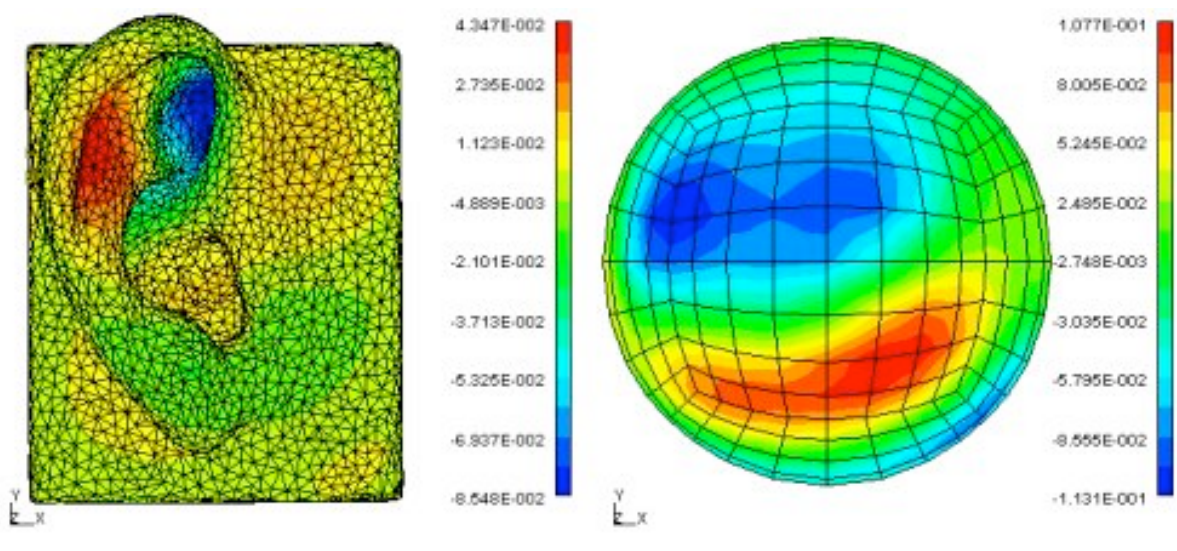 4.347E-002
2.735E-002
1.123E-002
-4.889E-003
-2.101E-002
-3.713E-002
-5.325E-002
-6.937E-002
-8.548E-002
Y
Z X
1.077E-001
8.005E-002
5.245E-002
2.485E-002
-2.748E-003
-3.035E-002
-5.795E-002
-8.555E-002
-1.131E-001
Y
Z X